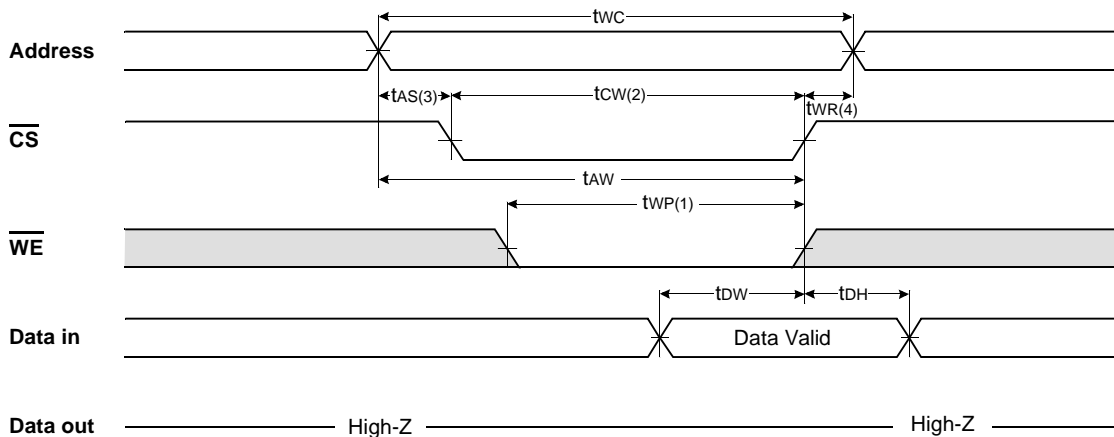 tWC
Address
tAS(3) tCW(2) tWR(4)
CS
tAW
tWP(1)
WE
tDW tDH
Data in Data Valid
Data out High-Z High-Z